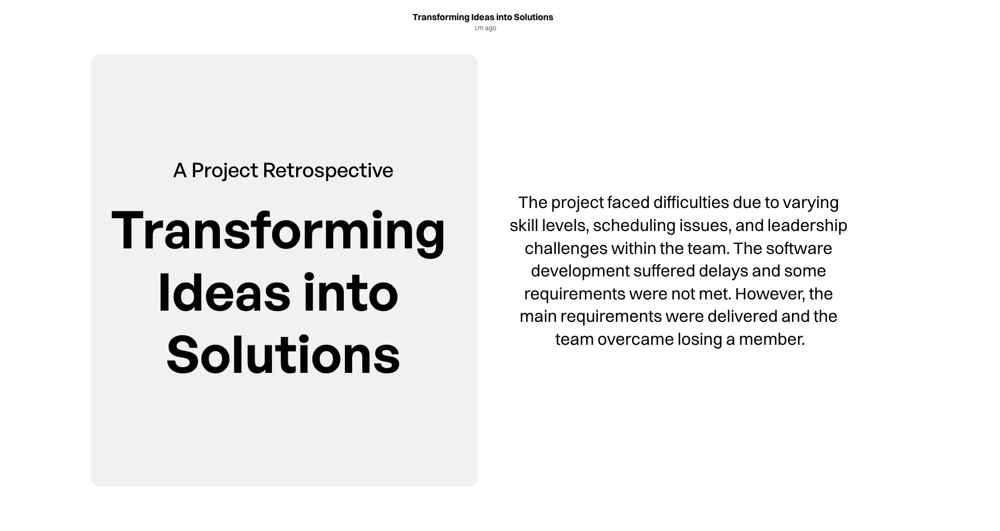 Transforming Ideas into Solutions
1m ago
A Project Retrospective
Transforming
Ideas into
Solutions
The project faced difficulties due to varying
skill levels, scheduling issues, and leadership
challenges within the team. The software
development suffered delays and some
requirements were not met. However, the
main requirements were delivered and the
team overcame losing a member.